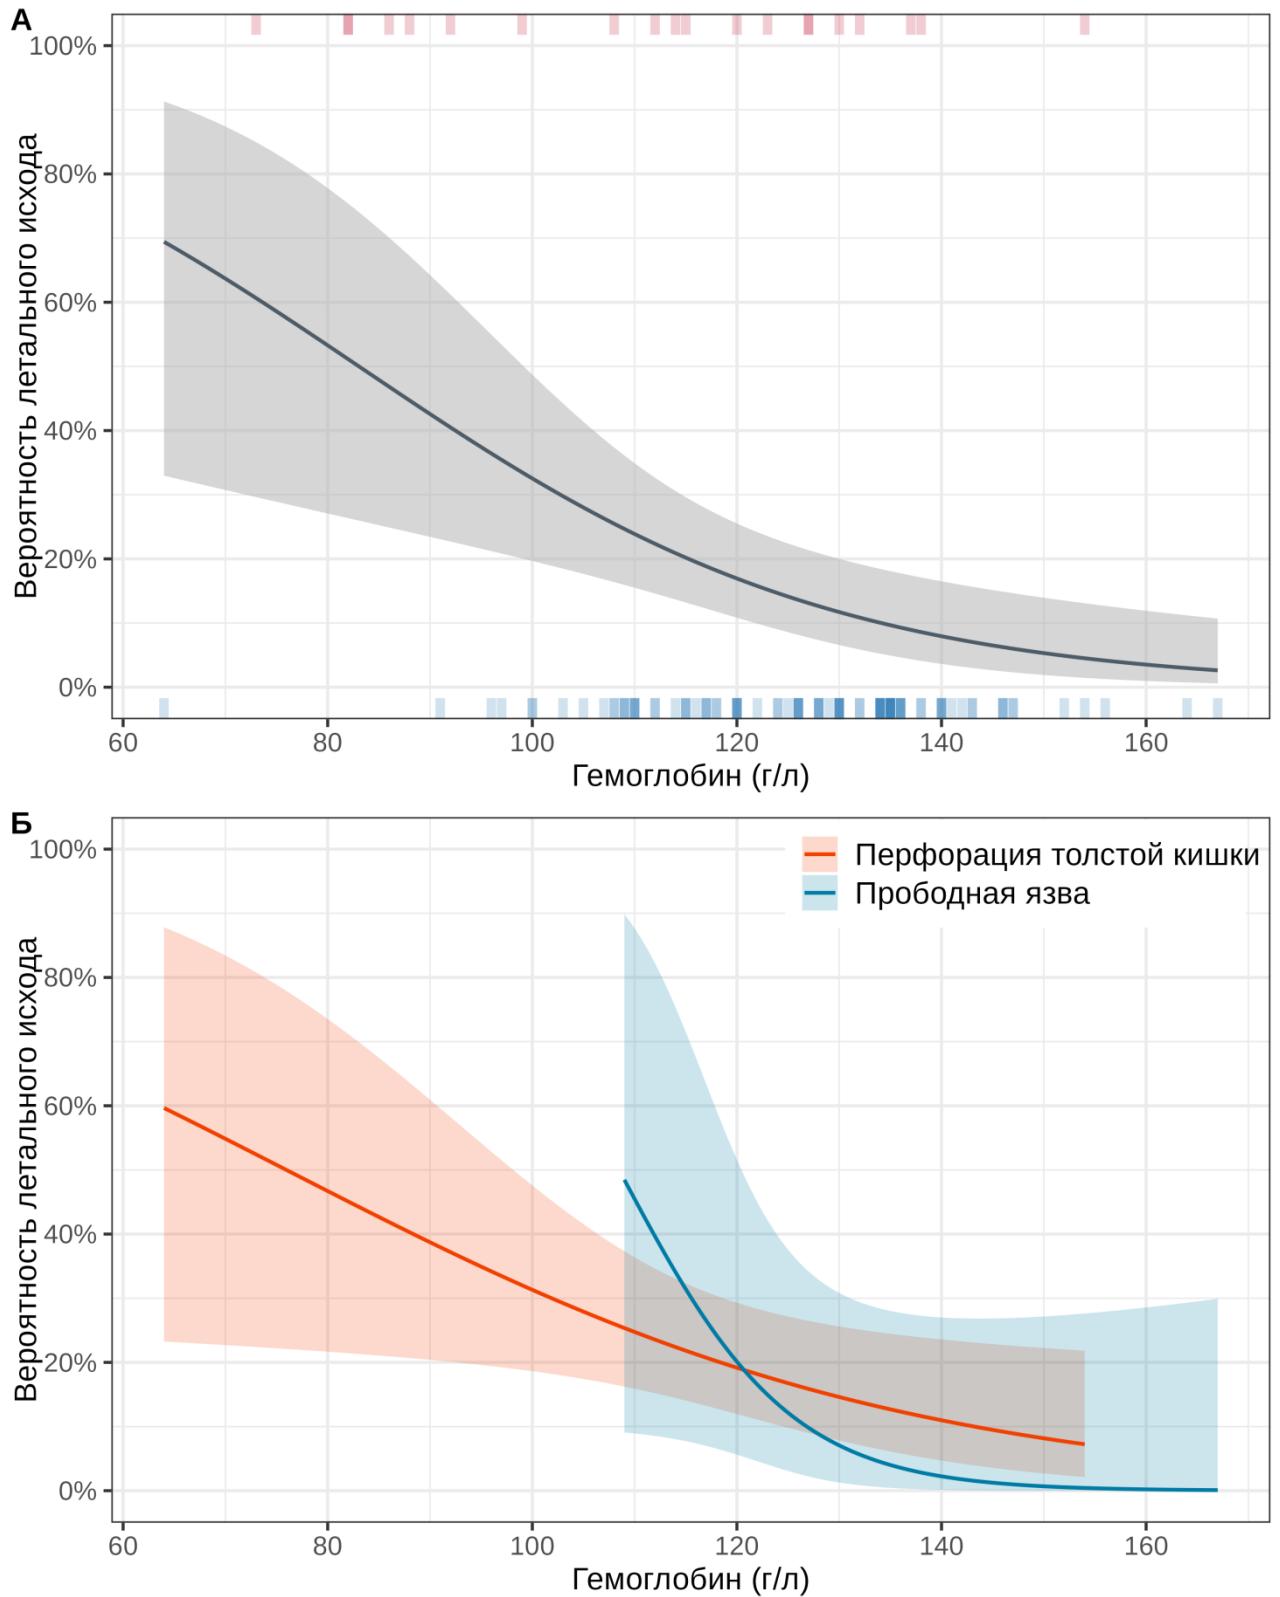 А
Вероятность летального исхода
100%
80%
60%
40%
20%
0%
60 80 100 120 140 160
Гемоглобин (г/л)
Б
Вероятность летального исхода
100%
80%
60%
40%
20%
0%
Перфорация толстой кишки
Прободная язва
60 80 100 120 140 160
Гемоглобин (г/л)